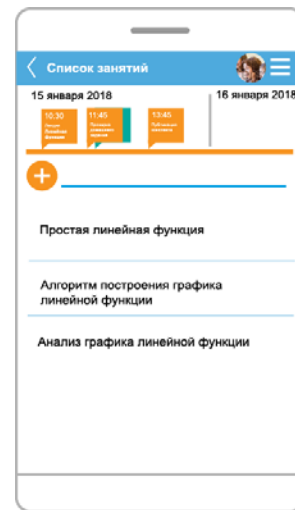 Список занятий
15 января 2018
16 января 2018
10:30
11:45
13:45
Простая линейная функция
Алгоритм построения графика
линейной функции
Анализ графика линейной функции